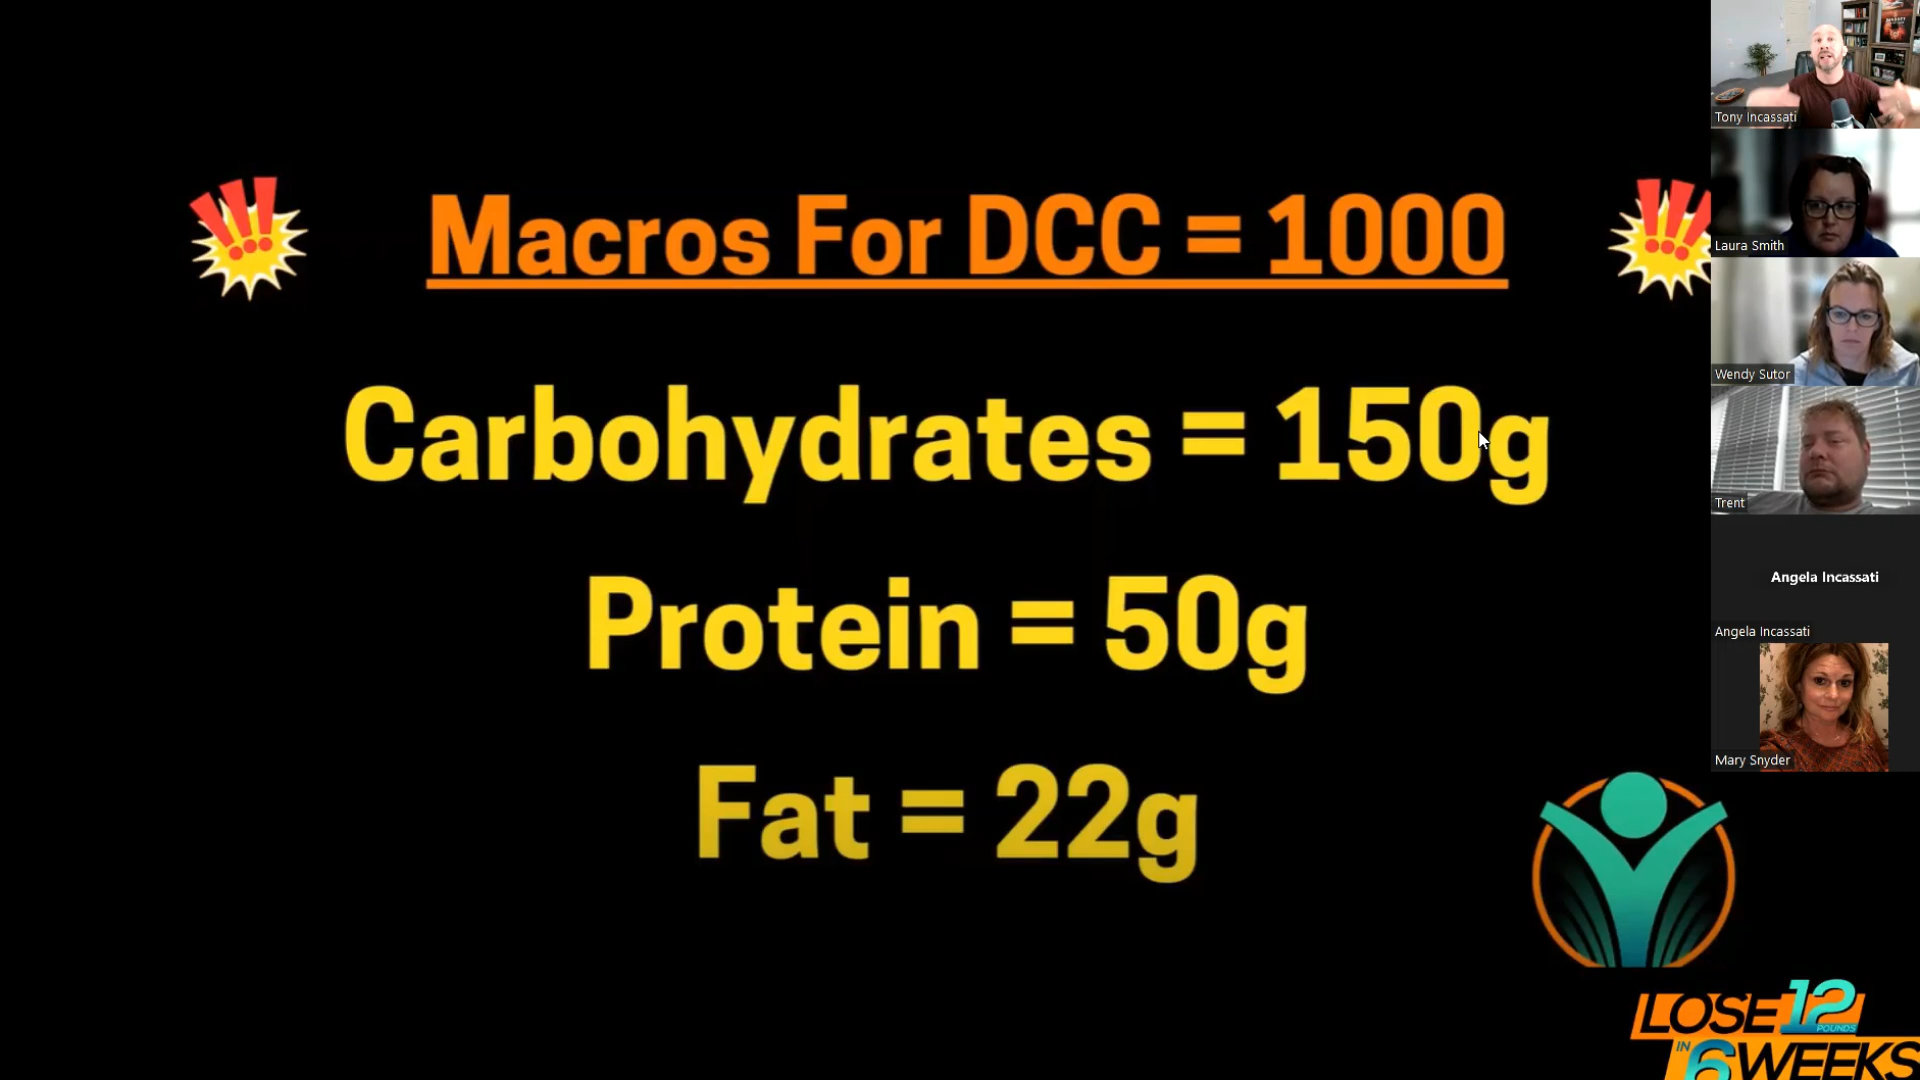 Macros For DCC = 1000
Carbohydrates = 150g
Protein = 50g
Fat = 22g
Tony Incassati
Laura Smith
Wendy Sutor
Trent
Angela Incassati
Angela Incassati
Mary Snyder
LOSE 12
POUNDS
IN 6 WEEKS